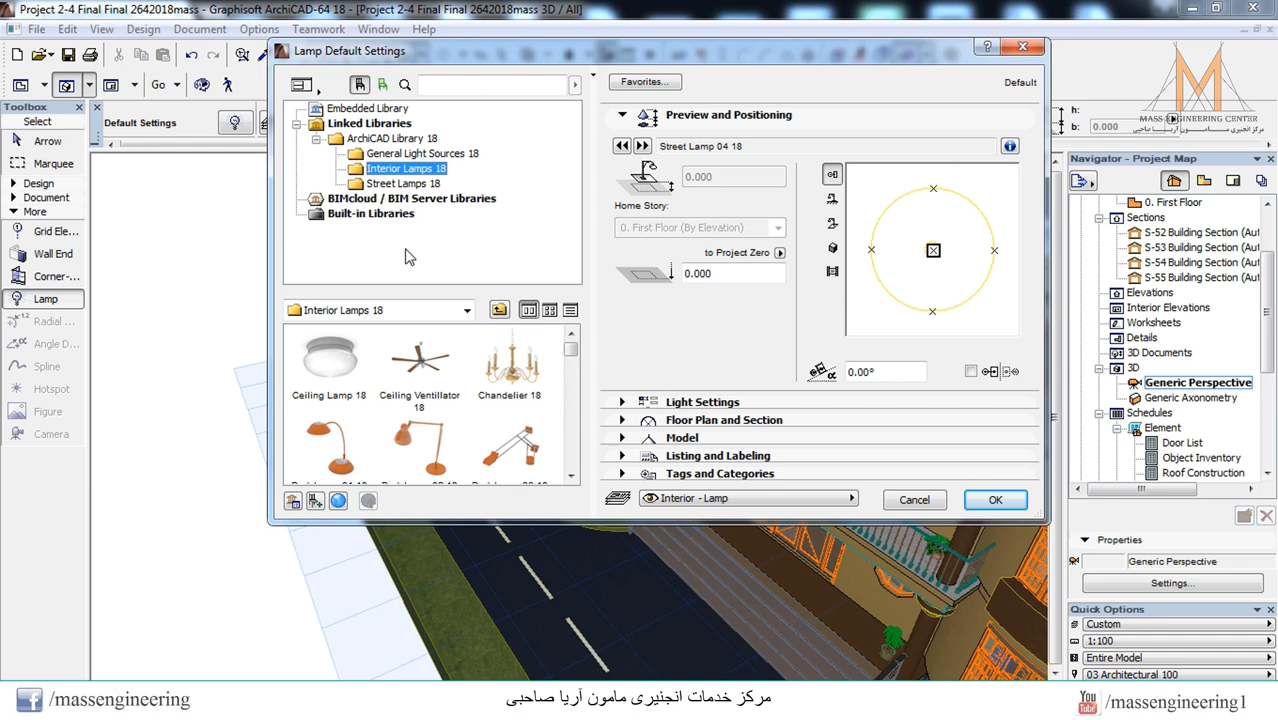 Project 2-4 Final Final 2642018mass - Graphisoft ArchiCAD-64 18 - [Project 2-4 Final Final 2642018mass 3D / All]
File Edit View Design Document Options Teamwork Window Help
Lamp Default Settings
Go
MASS ENGINEERING CENTER
مرکز انجنیری مامون آریا صاحبی
h:
b: 0.000
Toolbox
Select
Arrow
Marquee
Design
Document
More
Grid Ele...
Wall End
Corner-...
Lamp
Radial ...
Angle D...
Spline
Hotspot
Figure
Camera
Default Settings
Embedded Library
Linked Libraries
ArchiCAD Library 18
General Light Sources 18
Interior Lamps 18
Street Lamps 18
BIMcloud / BIM Server Libraries
Built-in Libraries
Interior Lamps 18
Ceiling Lamp 18
Ceiling Ventillator 18
Chandelier 18
Favorites...
Default
Preview and Positioning
Street Lamp 04 18
0.000
Home Story:
0. First Floor (By Elevation)
to Project Zero
0.000
0.00°
Light Settings
Floor Plan and Section
Model
Listing and Labeling
Tags and Categories
Interior - Lamp
Cancel
OK
Navigator - Project Map
0. First Floor
Sections
S-52 Building Section (Aut
S-53 Building Section (Aut
S-54 Building Section (Aut
S-55 Building Section (Aut
Elevations
Interior Elevations
Worksheets
Details
3D Documents
3D
Generic Perspective
Generic Axonometry
Schedules
Element
Door List
Object Inventory
Roof Construction
Properties
Generic Perspective
Settings...
Quick Options
Custom
1:100
Entire Model
03 Architectural 100
/massengineering
مرکز خدمات انجنیری مامون آریا صاحبی
You Tube
/massengineering1